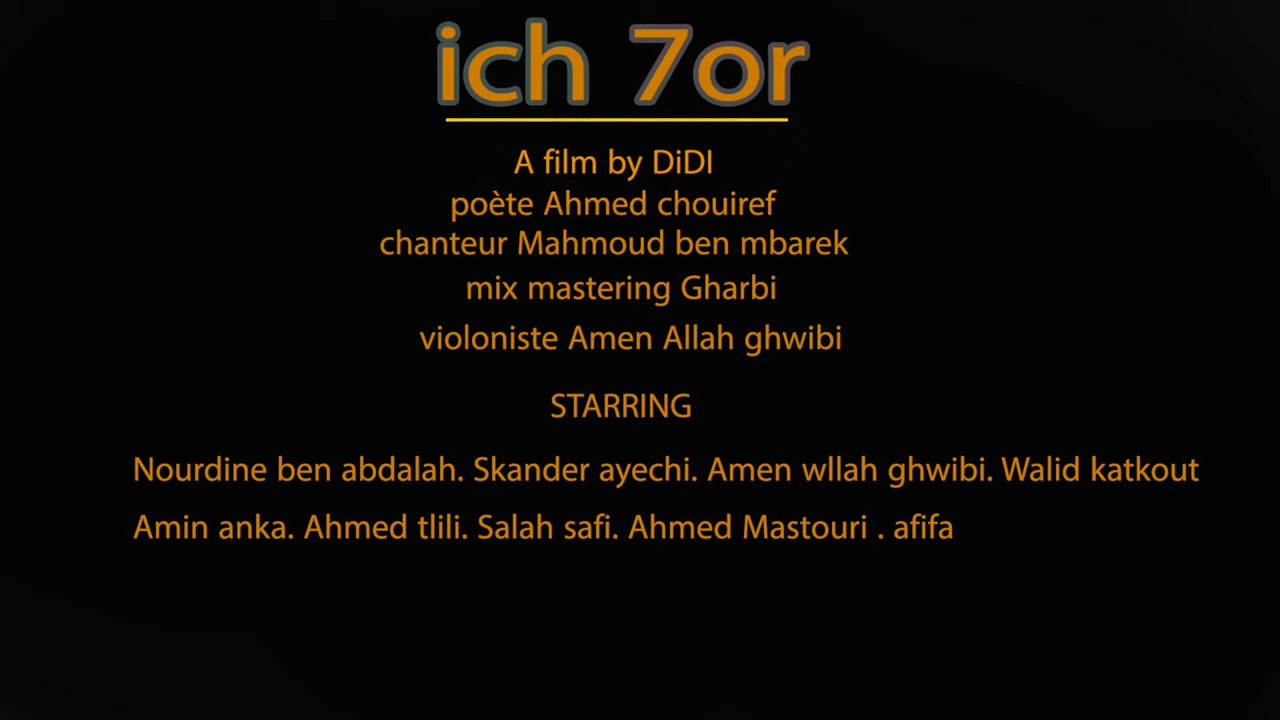 ich 7or
A film by DiDI
poète Ahmed chouiref
chanteur Mahmoud ben mbarek
mix mastering Gharbi
violoniste Amen Allah ghwibi
STARRING
Nourdine ben abdalah. Skander ayechi. Amen wllah ghwibi. Walid katkout
Amin anka. Ahmed tlili. Salah safi. Ahmed Mastouri . afifa